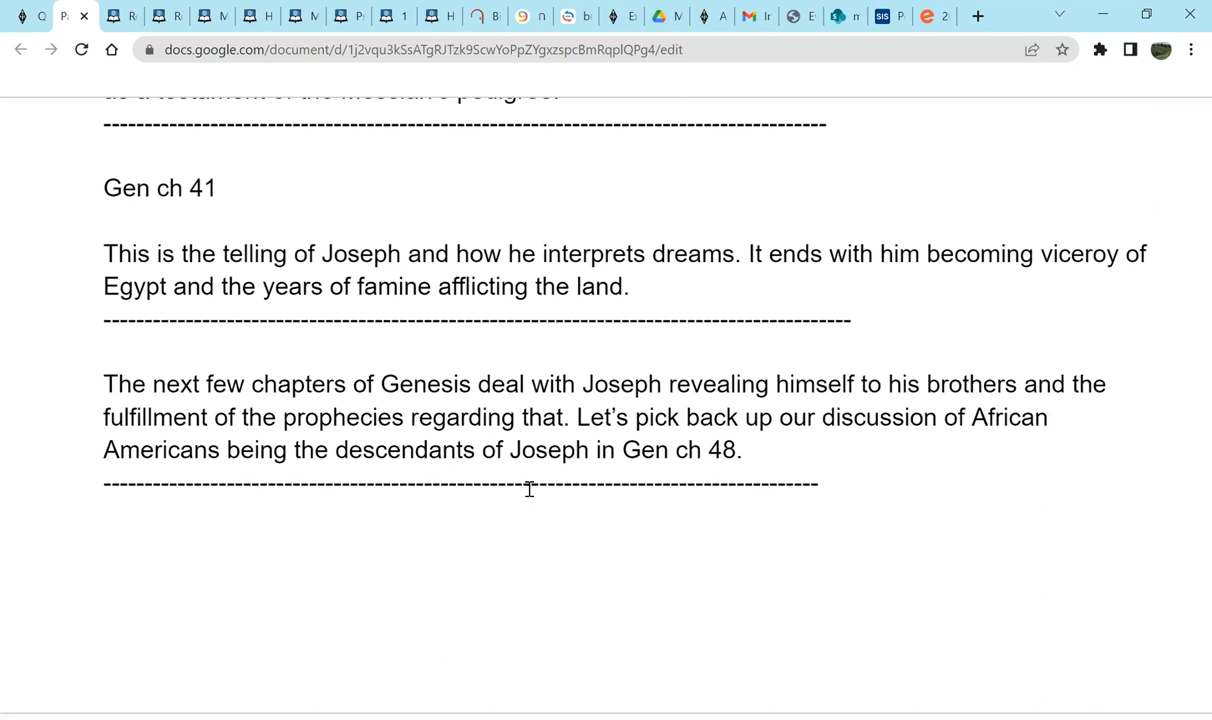 docs.google.com/document/d/1j2vqu3kSsATgRJTzk9ScwYoPpZYgxzspcBmRqplQPg4/edit
--------------------------------------------------------------------------------------
Gen ch 41
This is the telling of Joseph and how he interprets dreams. It ends with him becoming viceroy of
Egypt and the years of famine afflicting the land.
-----------------------------------------------------------------------------------------
The next few chapters of Genesis deal with Joseph revealing himself to his brothers and the
fulfillment of the prophecies regarding that. Let’s pick back up our discussion of African
Americans being the descendants of Joseph in Gen ch 48.
-------------------------------------------------------------------------------------